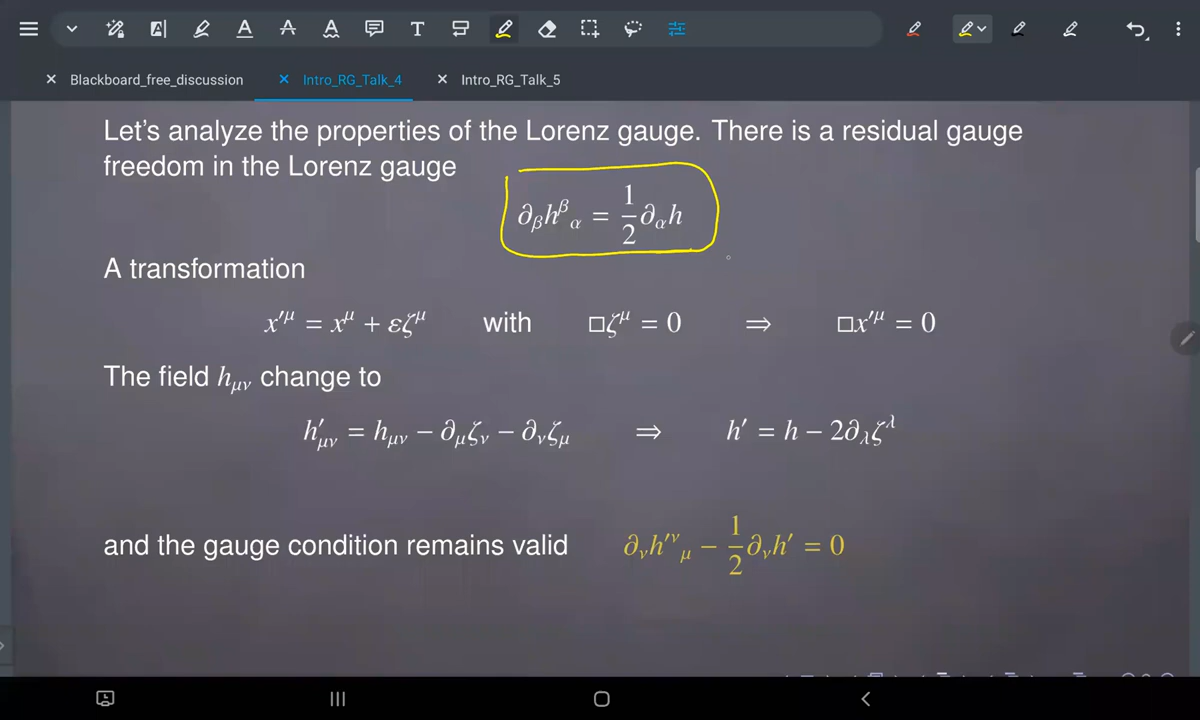 Blackboard_free_discussion
Intro_RG_Talk_4
Intro_RG_Talk_5
Let's analyze the properties of the Lorenz gauge. There is a residual gauge
freedom in the Lorenz gauge
∂_β h^β_α = 1/2 ∂_α h
A transformation
x'^μ = x^μ + εζ^μ with □ζ^μ = 0 ⇒ □x'^μ = 0
The field h_μν change to
h'_μν = h_μν − ∂_μ ζ_ν − ∂_ν ζ_μ ⇒ h' = h − 2∂_λ ζ^λ
and the gauge condition remains valid ∂_ν h'^ν_μ − 1/2 ∂_ν h' = 0